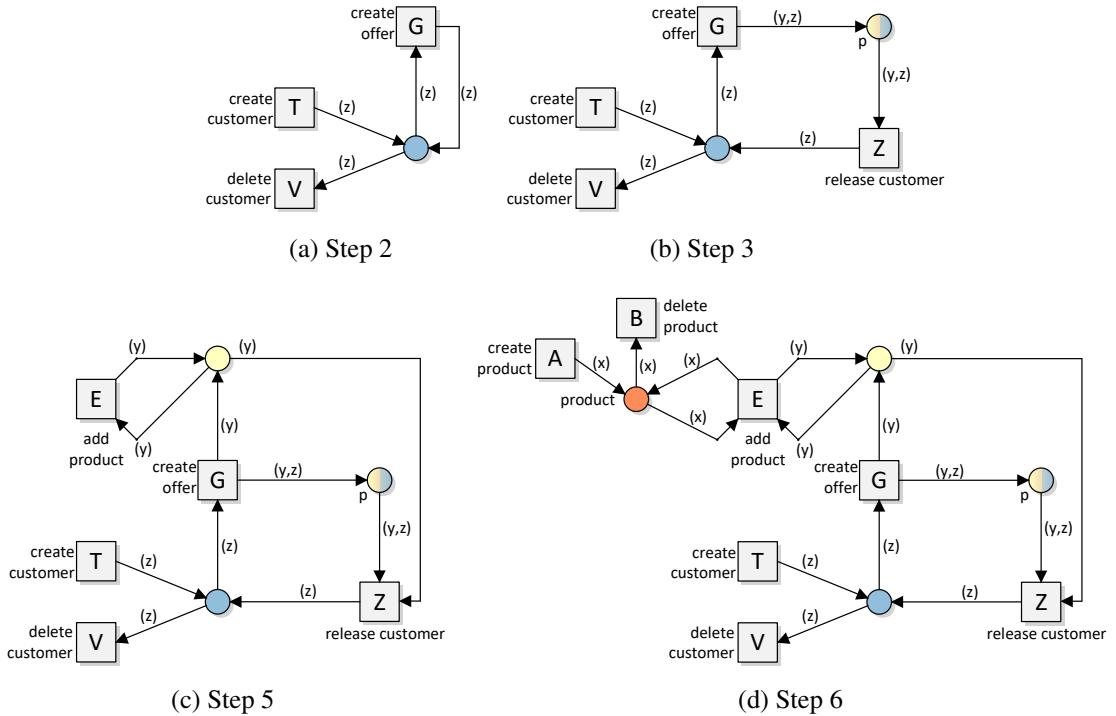 create
offer
G
(z)
(z)
create
customer
T
(z)
delete
customer
V
(z)
(a) Step 2
create
offer
G
(y,z)
p
(y,z)
(z)
create
customer
T
(z)
(z)
Z
release customer
delete
customer
V
(z)
(b) Step 3
(y)
(y)
E
(y)
add
product
(y)
create
offer
G
(y,z)
p
(y,z)
(z)
create
customer
T
(z)
(z)
Z
release customer
delete
customer
V
(z)
(c) Step 5
B
delete
product
create
product
A
(x)
(x)
(x)
(y)
(y)
product
(x)
E
(y)
add
product
(y)
create
offer
G
(y,z)
p
(y,z)
(z)
create
customer
T
(z)
(z)
Z
release customer
delete
customer
V
(z)
(d) Step 6